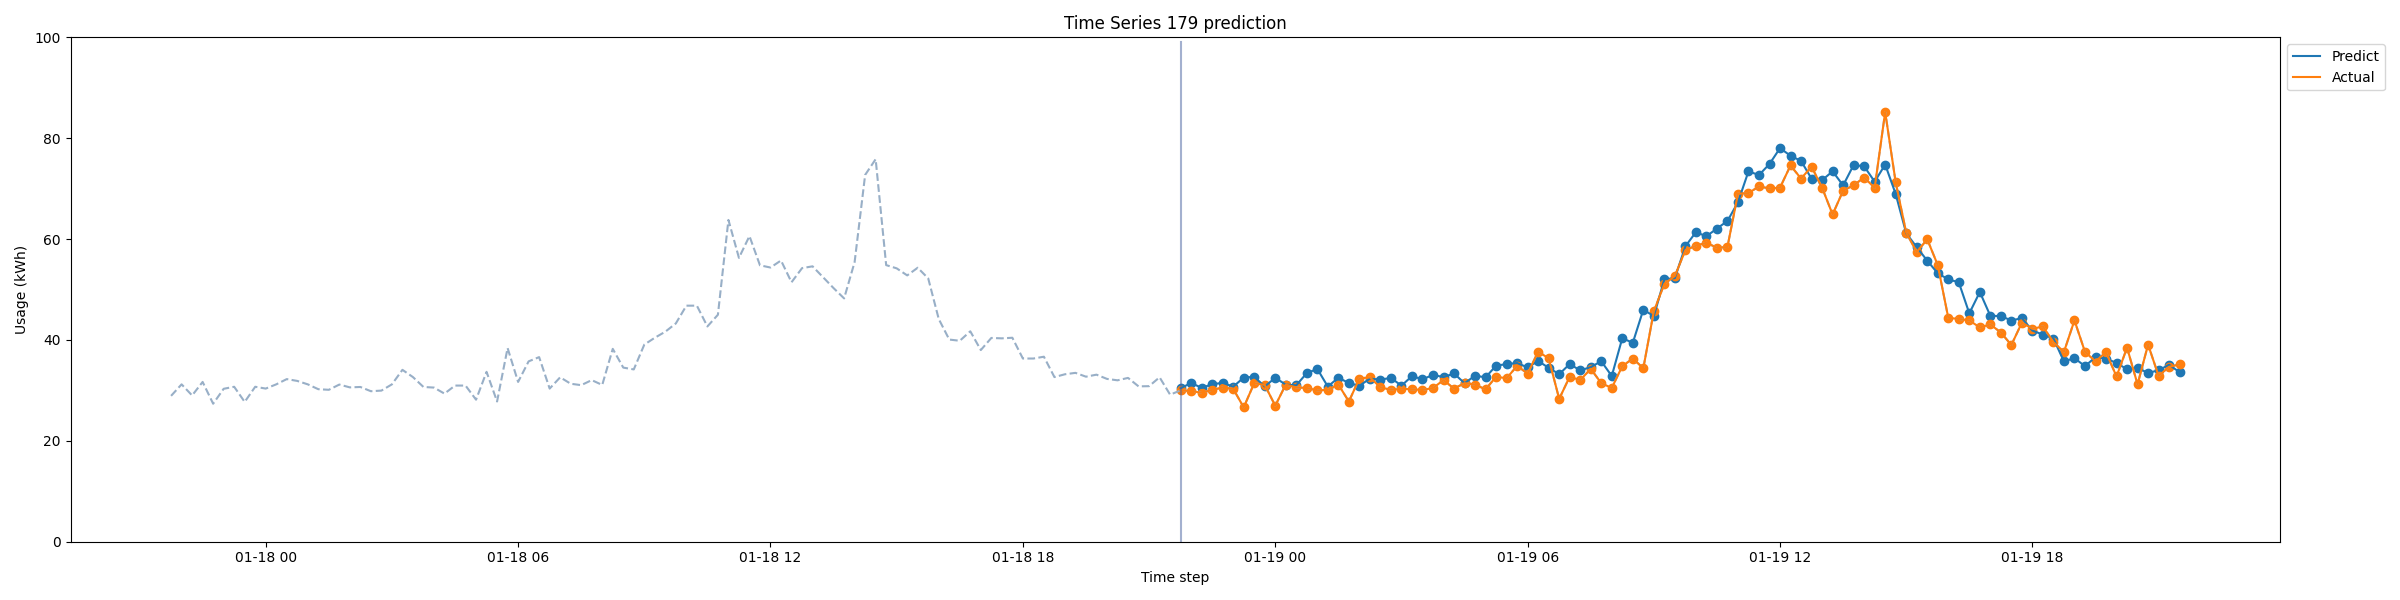 Time Series 179 prediction
100
80
60
40
20
0
Usage (kWh)
01-18 00
01-18 06
01-18 12
01-18 18
01-19 00
01-19 06
01-19 12
01-19 18
Time step
Predict
Actual